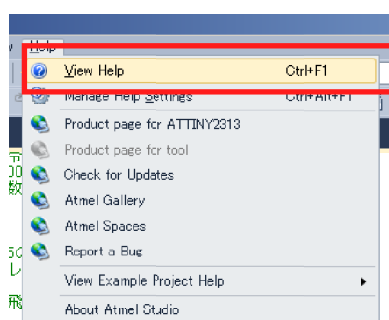 Help
View Help Ctrl+F1
Manage Help Settings Ctrl+Alt+F1
Product page for ATTINY2313
Product page for tool
Check for Updates
Atmel Gallery
Atmel Spaces
Report a Bug
View Example Project Help
About Atmel Studio